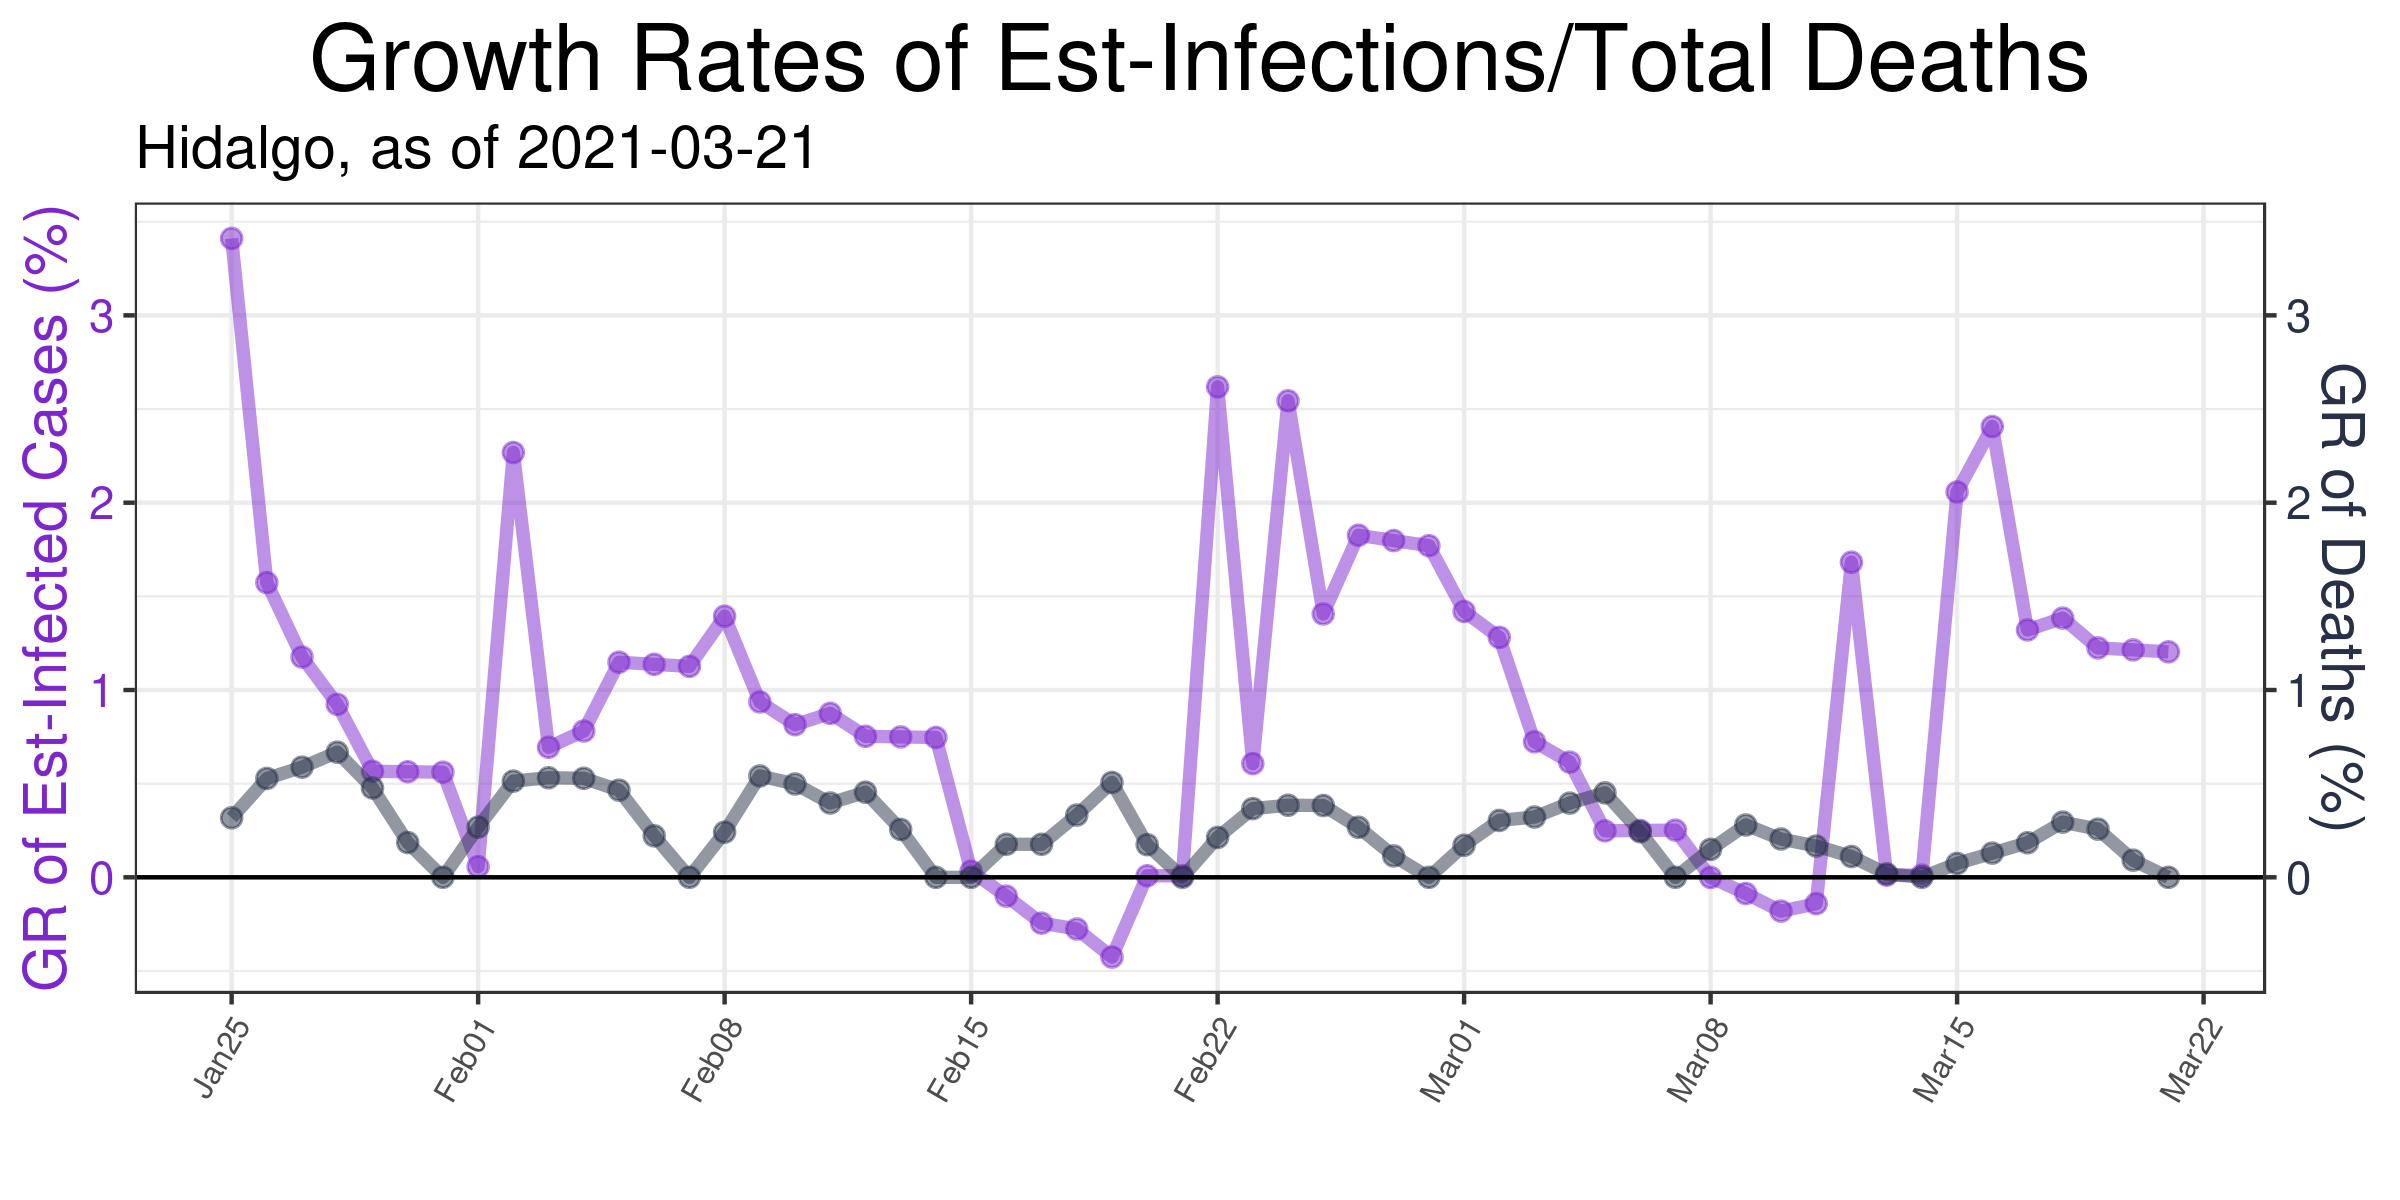 Growth Rates of Est-Infections/Total Deaths
Hidalgo, as of 2021-03-21
GR of Est-Infected Cases (%)
3
2
1
0
3
2
1
0
GR of Deaths (%)
Jan25
Feb01
Feb08
Feb15
Feb22
Mar01
Mar08
Mar15
Mar22